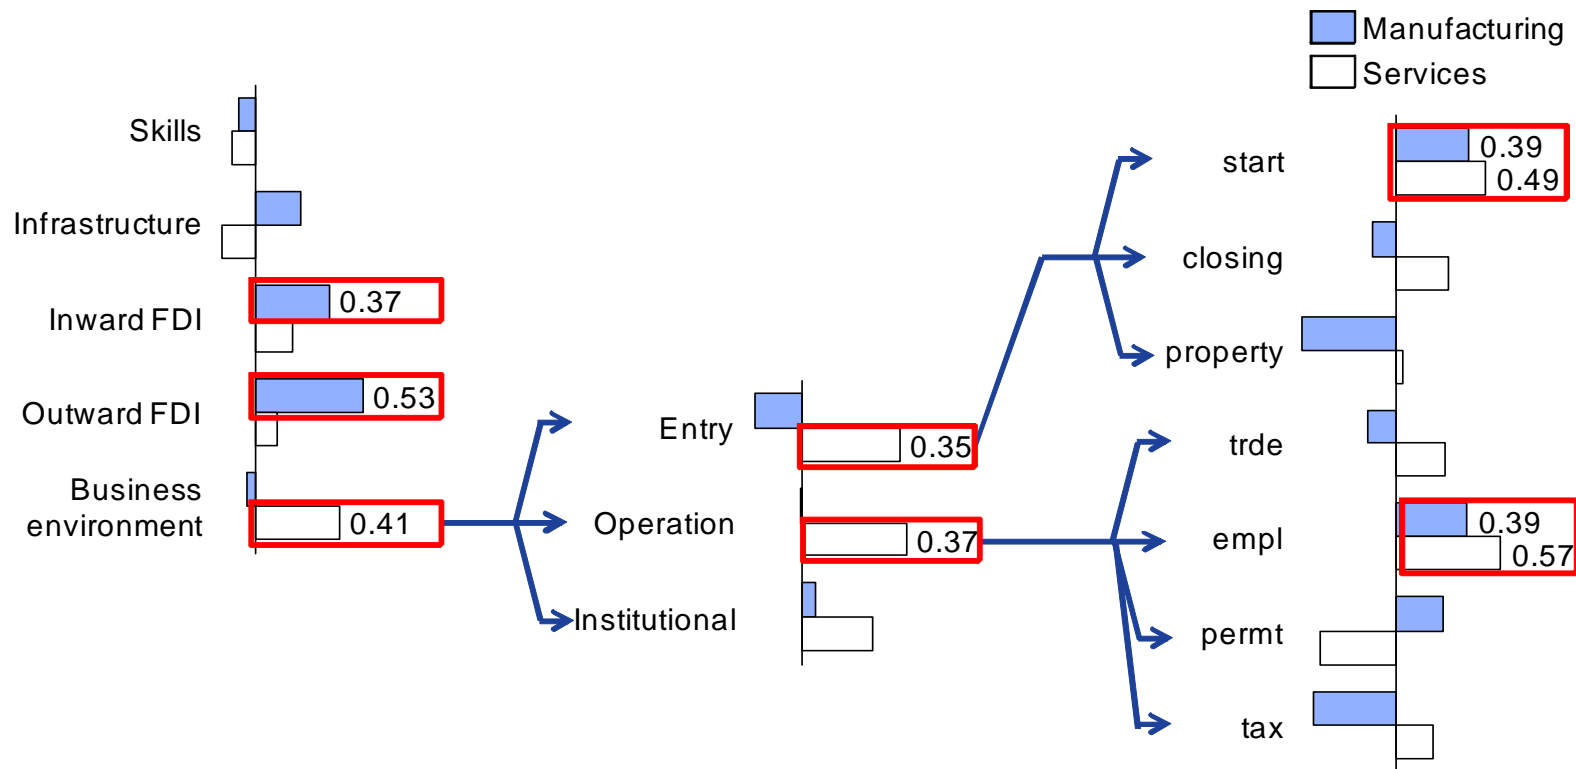 Manufacturing
Services
Skills
Infrastructure
Inward FDI
0.37
Outward FDI
0.53
Business
environment
0.41
Entry
0.35
Operation
0.37
Institutional
start
0.39
0.49
closing
property
trde
empl
0.39
0.57
permt
tax